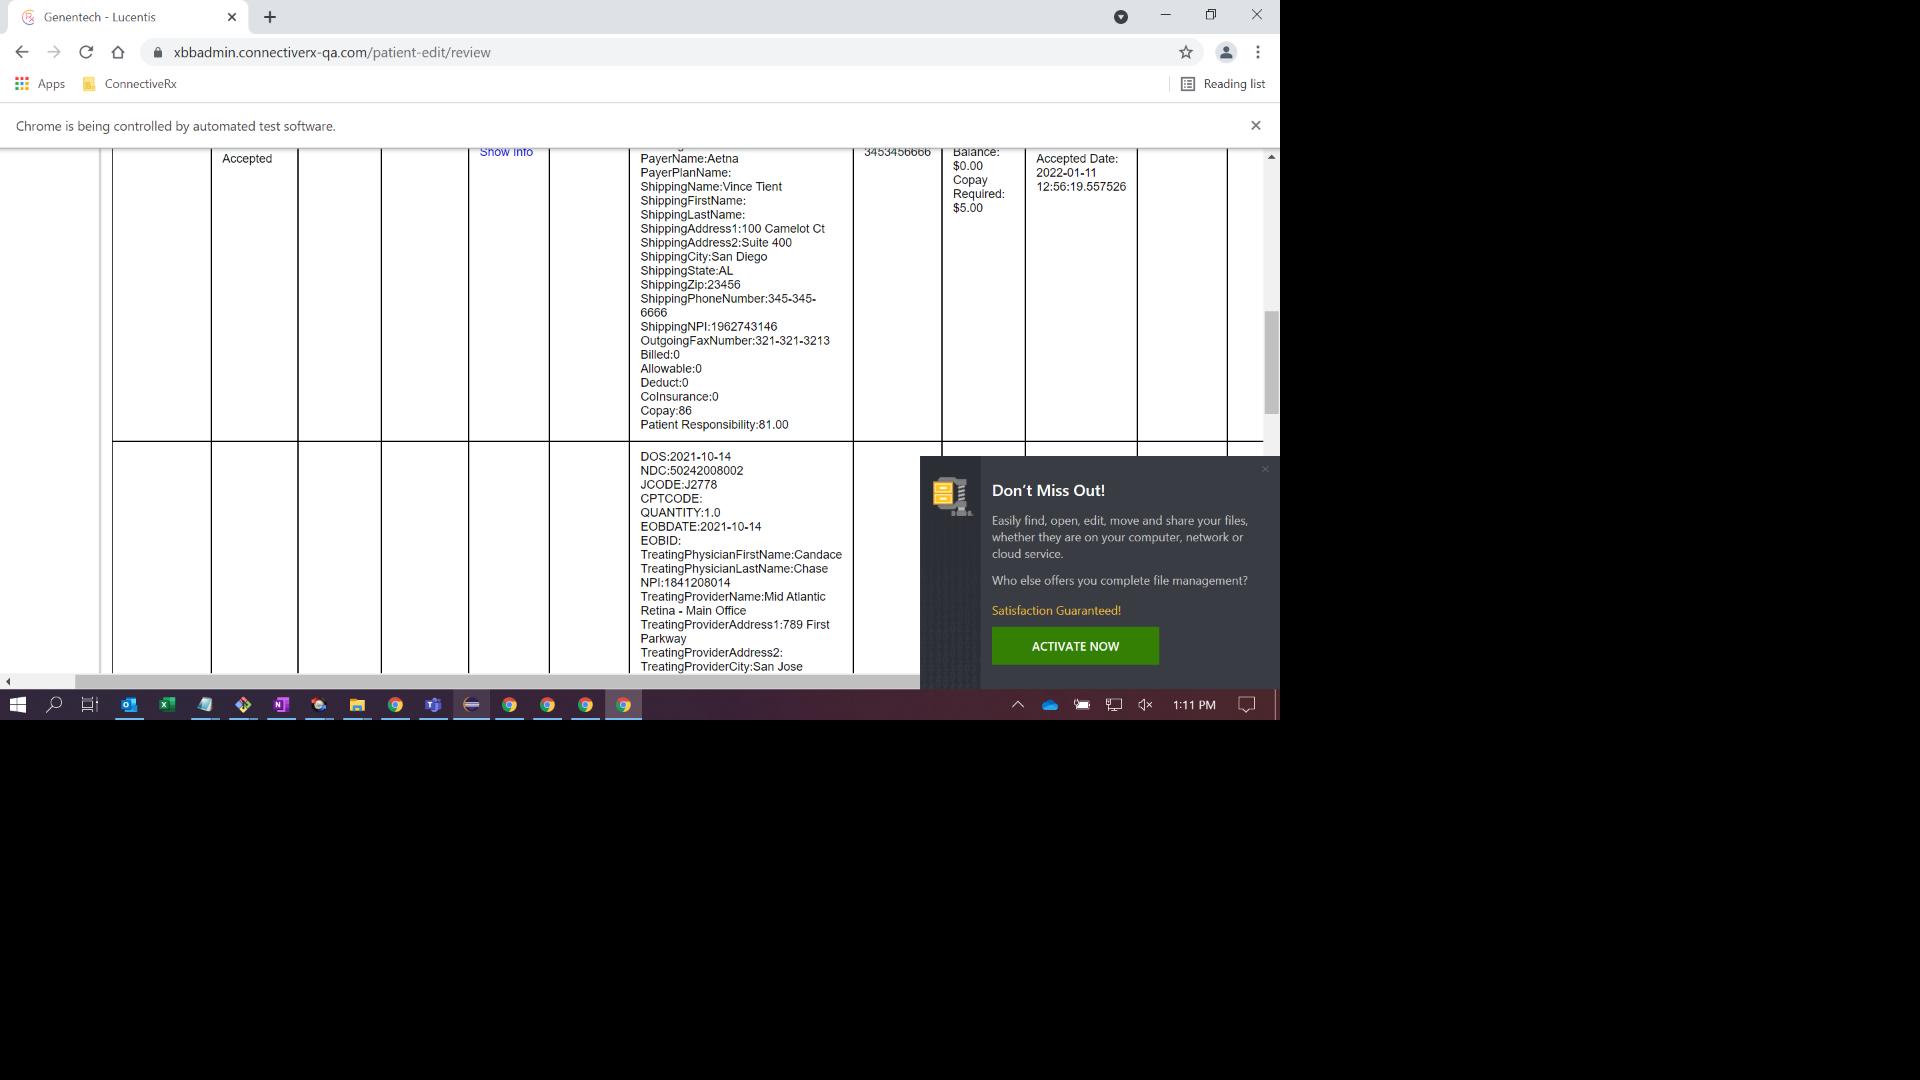 Genentech - Lucentis
xbbadmin.connectiverx-qa.com/patient-edit/review
Apps
ConnectiveRx
Reading list
Chrome is being controlled by automated test software.
Accepted
Show Info
PayerName:Aetna
PayerPlanName:
ShippingName:Vince Tient
ShippingFirstName:
ShippingLastName:
ShippingAddress1:100 Camelot Ct
ShippingAddress2:Suite 400
ShippingCity:San Diego
ShippingState:AL
ShippingZip:23456
ShippingPhoneNumber:345-345-
6666
ShippingNPI:1962743146
OutgoingFaxNumber:321-321-3213
Billed:0
Allowable:0
Deduct:0
CoInsurance:0
Copay:86
Patient Responsibility:81.00
3453456666
Balance:
$0.00
Copay
Required:
$5.00
Accepted Date:
2022-01-11
12:56:19.557526
DOS:2021-10-14
NDC:50242008002
JCODE:J2778
CPTCODE:
QUANTITY:1.0
EOBDATE:2021-10-14
EOBID:
TreatingPhysicianFirstName:Candace
TreatingPhysicianLastName:Chase
NPI:1841208014
TreatingProviderName:Mid Atlantic
Retina - Main Office
TreatingProviderAddress1:789 First
Parkway
TreatingProviderAddress2:
TreatingProviderCity:San Jose
Don't Miss Out!
Easily find, open, edit, move and share your files,
whether they are on your computer, network or
cloud service.
Who else offers you complete file management?
Satisfaction Guaranteed!
ACTIVATE NOW
1:11 PM